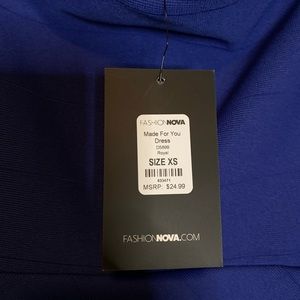 FASHIONNOVA
Made For You
Dress
Royal
SIZE XS
MSRP: $24.99
FASHIONNOVA.COM